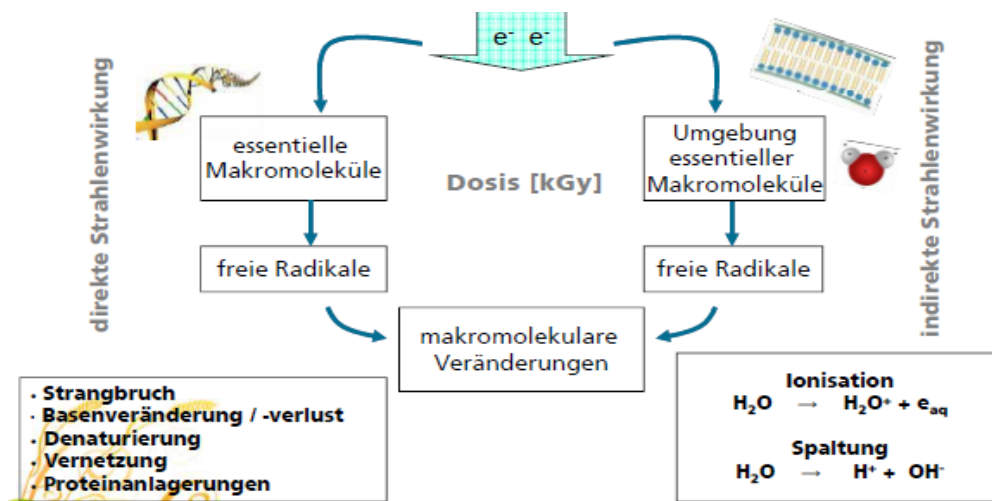 e⁻ e⁻
direkte Strahlenwirkung
essentielle
Makromoleküle
Dosis [kGy]
Umgebung
essentieller
Makromoleküle
indirekte Strahlenwirkung
freie Radikale
freie Radikale
makromolekulare
Veränderungen
• Strangbruch
• Basenveränderung / -verlust
• Denaturierung
• Vernetzung
• Proteinanlagerungen
Ionisation
H₂O → H₂O⁺ + e_aq
Spaltung
H₂O → H⁺ + OH⁻